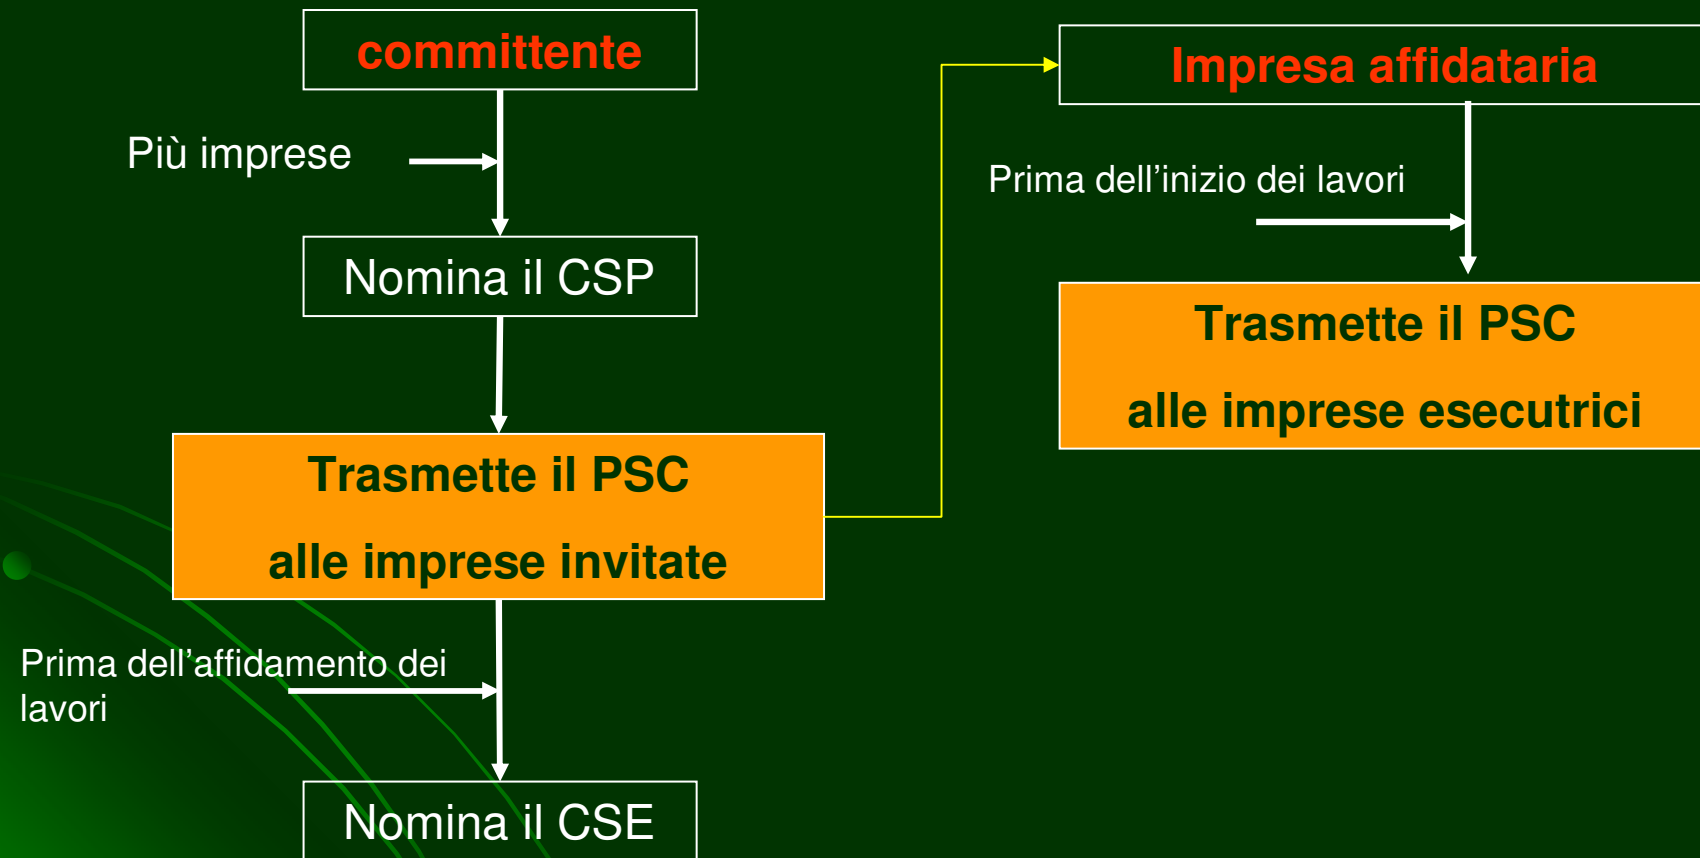 committente
Più imprese
Nomina il CSP
Trasmette il PSC
alle imprese invitate
Prima dell’affidamento dei
lavori
Nomina il CSE
Impresa affidataria
Prima dell’inizio dei lavori
Trasmette il PSC
alle imprese esecutrici